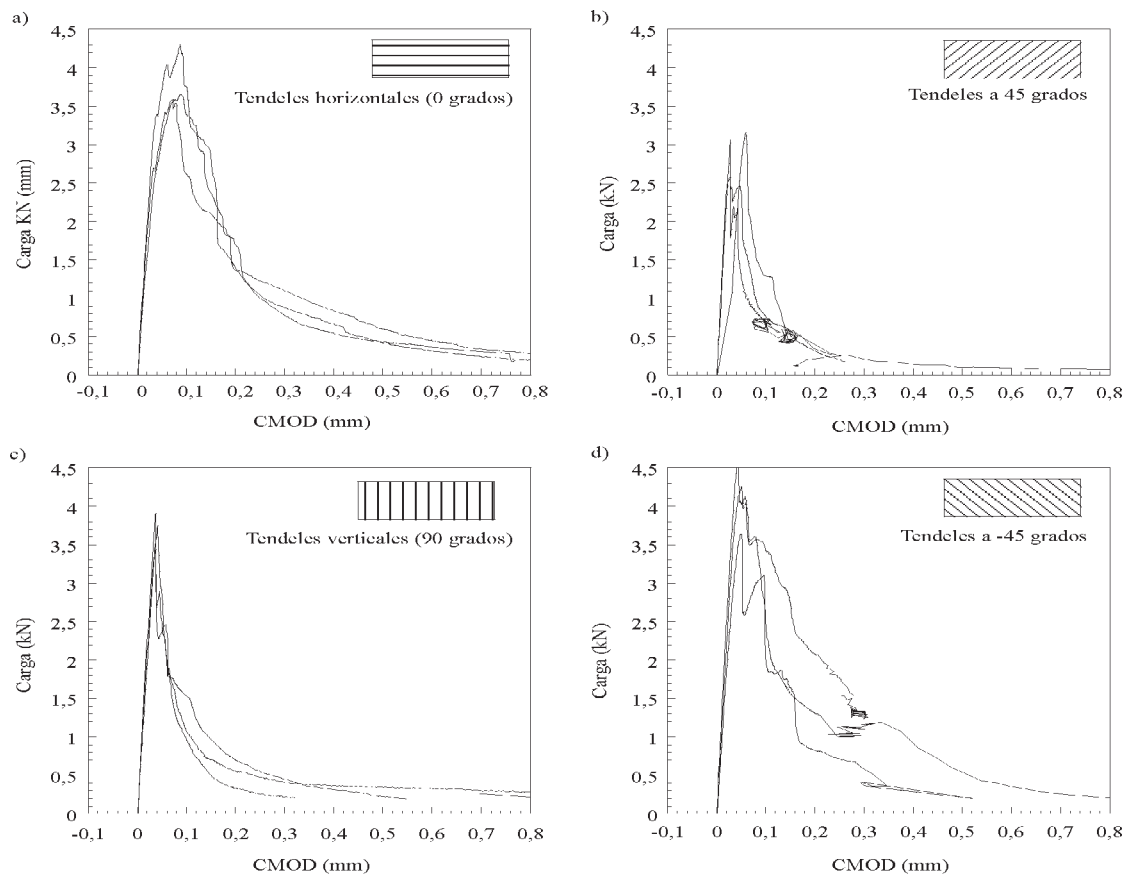 a)
4,5
4
3,5
3
2,5
2
1,5
1
0,5
0
Carga KN (mm)
Tendeles horizontales (0 grados)
-0,1 0 0,1 0,2 0,3 0,4 0,5 0,6 0,7 0,8
CMOD (mm)
b)
4,5
4
3,5
3
2,5
2
1,5
1
0,5
0
Carga (kN)
Tendeles a 45 grados
-0,1 0 0,1 0,2 0,3 0,4 0,5 0,6 0,7 0,8
CMOD (mm)
c)
4,5
4
3,5
3
2,5
2
1,5
1
0,5
0
Carga (kN)
Tendeles verticales (90 grados)
-0,1 0 0,1 0,2 0,3 0,4 0,5 0,6 0,7 0,8
CMOD (mm)
d)
4,5
4
3,5
3
2,5
2
1,5
1
0,5
0
Carga (kN)
Tendeles a -45 grados
-0,1 0 0,1 0,2 0,3 0,4 0,5 0,6 0,7 0,8
CMOD (mm)